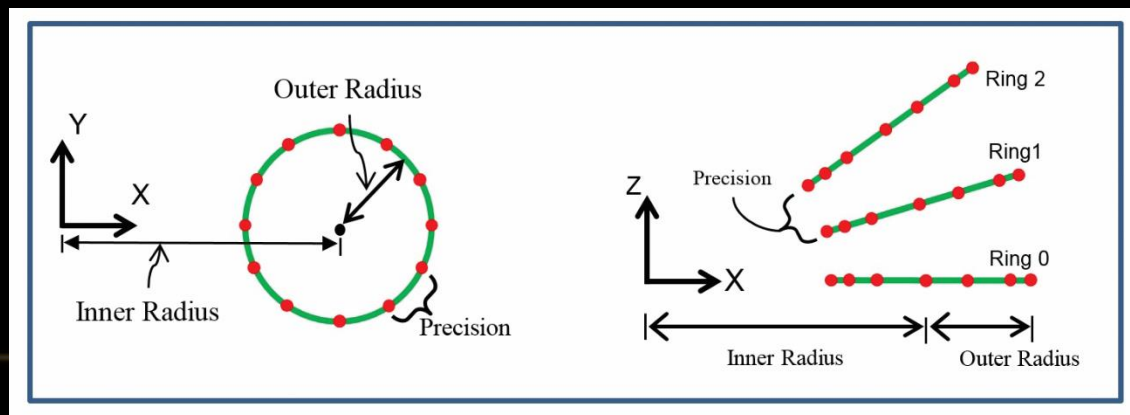 Outer Radius
Y
X
Inner Radius
Precision
Ring 2
Ring1
Precision
Z
Ring 0
X
Inner Radius
Outer Radius